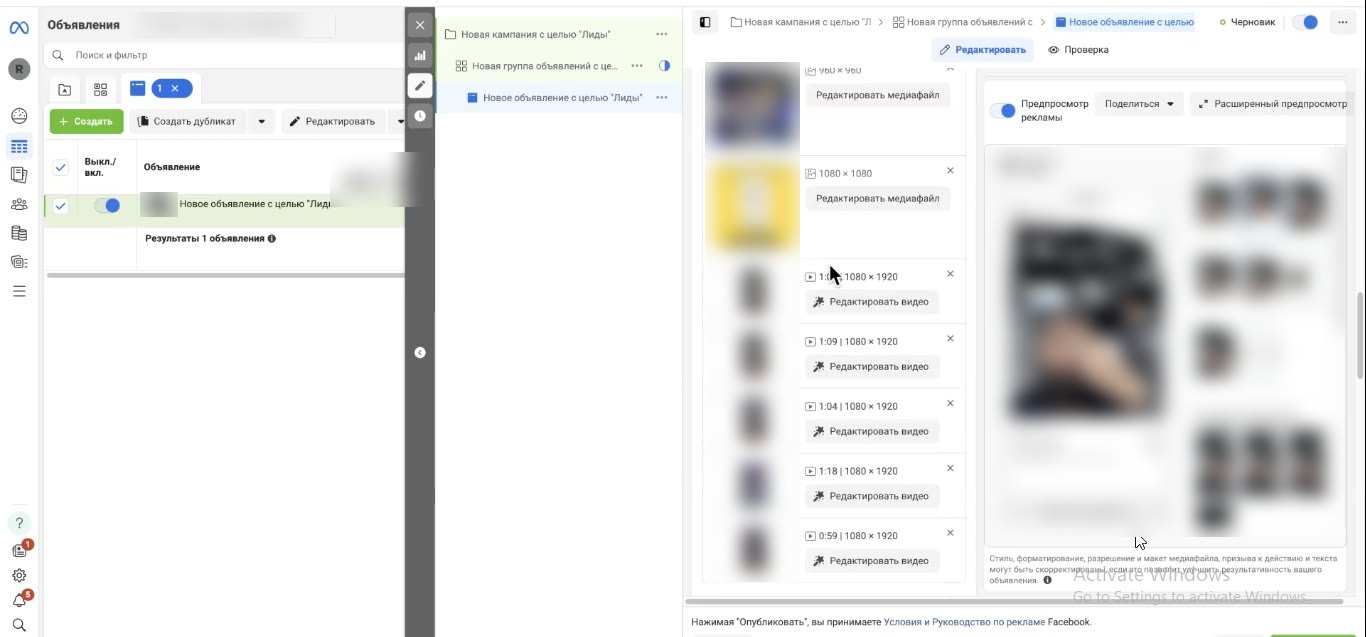 Объявления
Поиск и фильтр
R
1 ×
+ Создать
Создать дубликат
Редактировать
Выкл./
вкл.
Объявление
Новое объявление с целью "Лиды
Результаты 1 объявления
?
1
5
Новая кампания с целью "Лиды"
Новая группа объявлений с це...
Новое объявление с целью "Лиды"
Новая кампания с целью "Л
Новая группа объявлений с
Новое объявление с целью
Черновик
Редактировать
Проверка
960 × 960
Редактировать медиафайл
1080 × 1080
Редактировать медиафайл
1080 × 1920
Редактировать видео
1:09 | 1080 × 1920
Редактировать видео
1:04 | 1080 × 1920
Редактировать видео
1:18 | 1080 × 1920
Редактировать видео
0:59 | 1080 × 1920
Редактировать видео
Предпросмотр
рекламы
Поделиться
Расширенный предпросмотр
Стиль, форматирование, разрешение и макет медиафайла, призыва к действию и текста
могут быть скорректированы, если это позволит улучшить результативность вашего
объявления.
Activate Windows
Go to Settings to activate Windows.
Нажимая "Опубликовать", вы принимаете Условия и Руководство по рекламе Facebook.